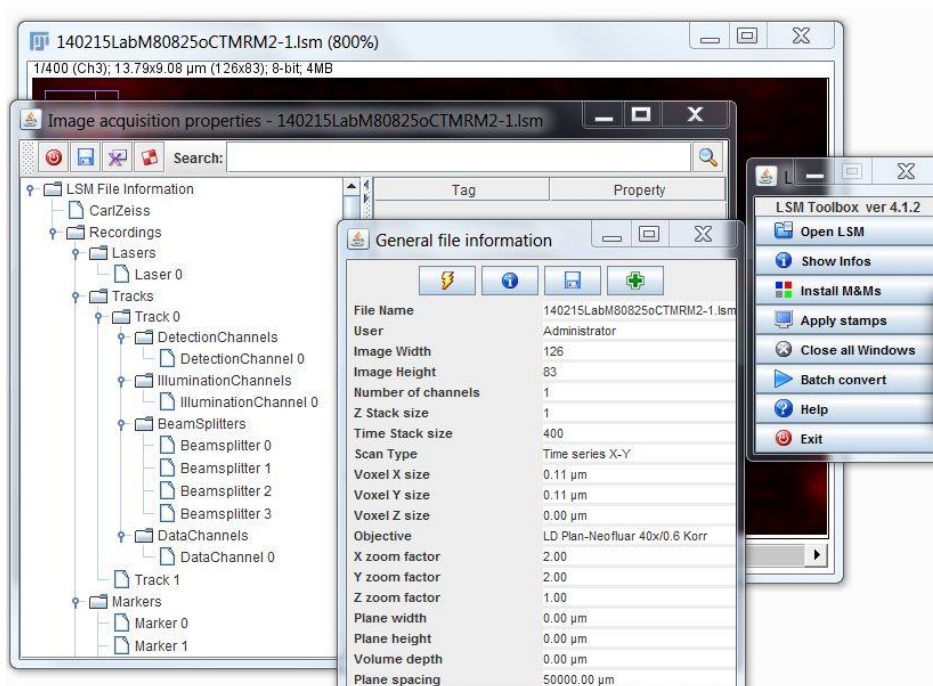 140215LabM80825oCTMRM2-1.lsm (800%)
1/400 (Ch3); 13.79x9.08 µm (126x83); 8-bit; 4MB
Image acquisition properties - 140215LabM80825oCTMRM2-1.lsm
Search:
LSM File Information
CarlZeiss
Recordings
Lasers
Laser 0
Tracks
Track 0
DetectionChannels
DetectionChannel 0
IlluminationChannels
IlluminationChannel 0
BeamSplitters
Beamsplitter 0
Beamsplitter 1
Beamsplitter 2
Beamsplitter 3
DataChannels
DataChannel 0
Track 1
Markers
Marker 0
Marker 1
Tag Property
General file information
File Name 140215LabM80825oCTMRM2-1.lsm
User Administrator
Image Width 126
Image Height 83
Number of channels 1
Z Stack size 1
Time Stack size 400
Scan Type Time series X-Y
Voxel X size 0.11 µm
Voxel Y size 0.11 µm
Voxel Z size 0.00 µm
Objective LD Plan-Neofluar 40x/0.6 Korr
X zoom factor 2.00
Y zoom factor 2.00
Z zoom factor 1.00
Plane width 0.00 µm
Plane height 0.00 µm
Volume depth 0.00 µm
Plane spacing 50000.00 µm
L
LSM Toolbox ver 4.1.2
Open LSM
Show Infos
Install M&Ms
Apply stamps
Close all Windows
Batch convert
Help
Exit